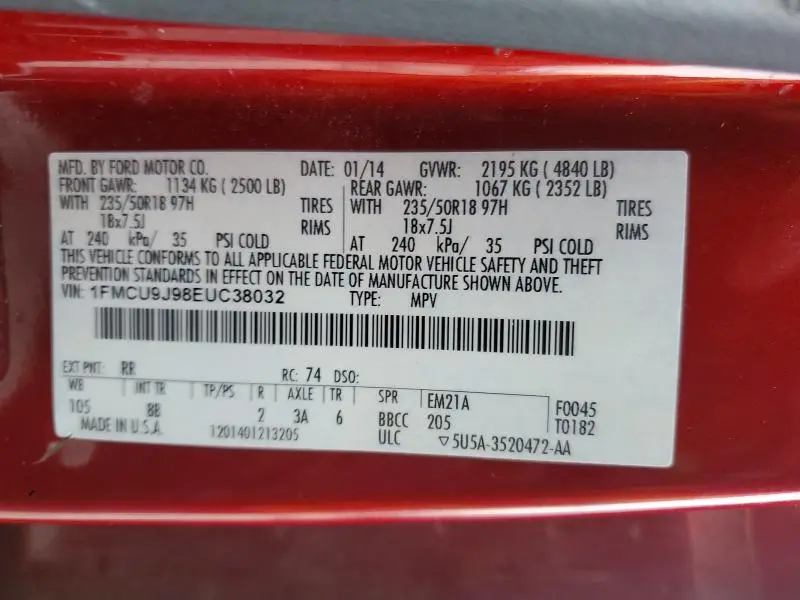 MFD. BY FORD MOTOR CO. DATE: 01/14 GVWR: 2195 KG ( 4840 LB)
FRONT GAWR: 1134 KG ( 2500 LB) REAR GAWR: 1067 KG ( 2352 LB)
WITH 235/50R18 97H TIRES WITH 235/50R18 97H TIRES
18x7.5J RIMS 18x7.5J RIMS
AT 240 kPa/ 35 PSI COLD AT 240 kPa/ 35 PSI COLD
THIS VEHICLE CONFORMS TO ALL APPLICABLE FEDERAL MOTOR VEHICLE SAFETY AND THEFT
PREVENTION STANDARDS IN EFFECT ON THE DATE OF MANUFACTURE SHOWN ABOVE.
VIN: 1FMCU9J98EUC38032 TYPE: MPV
EXT PNT: RR RC: 74 DSO:
WB INT TR TP/PS R AXLE TR SPR EM21A F0045
105 BB 2 3A 6 BBCC 205 T0182
MADE IN U.S.A. 1201401213205 ULC ▽5U5A-3520472-AA